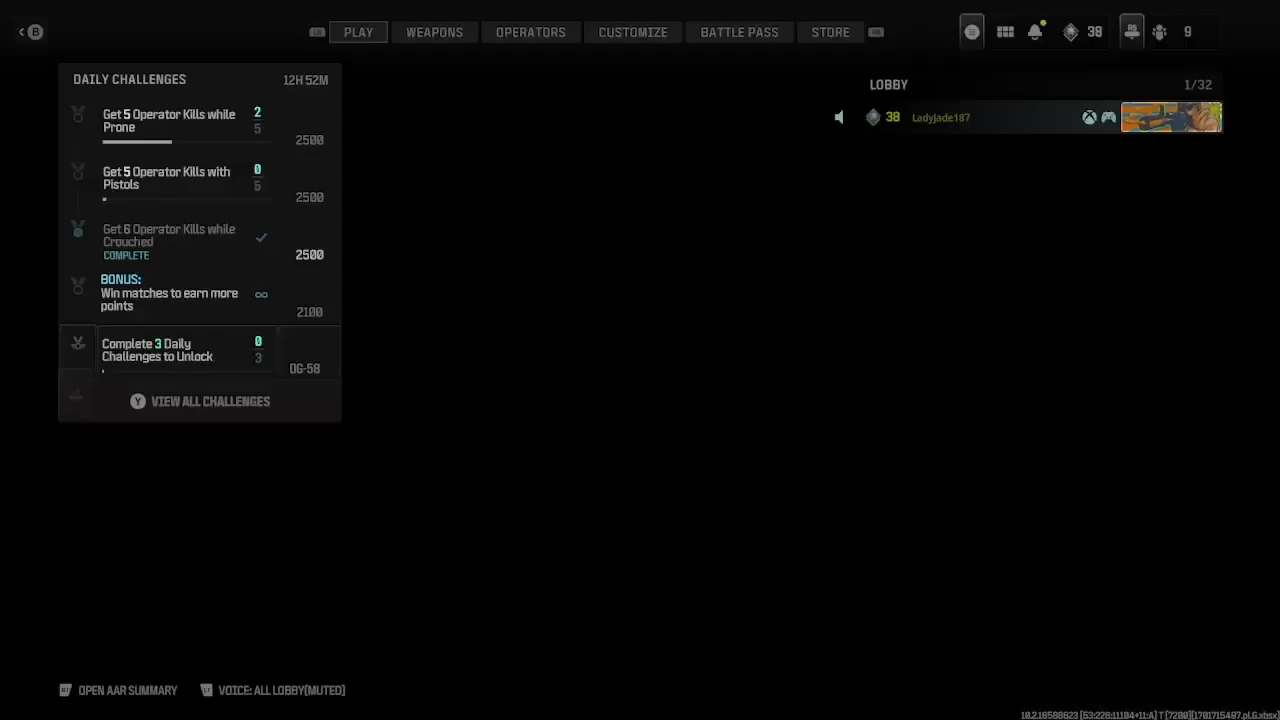 B
PLAY
WEAPONS
OPERATORS
CUSTOMIZE
BATTLE PASS
STORE
38
9
DAILY CHALLENGES
12H 52M
Get 5 Operator Kills while
Prone
2
5
2500
Get 5 Operator Kills with
Pistols
0
5
2500
Get 6 Operator Kills while
Crouched
COMPLETE
2500
BONUS:
Win matches to earn more
points
∞
2100
Complete 3 Daily
Challenges to Unlock
0
3
DG-58
Y VIEW ALL CHALLENGES
LOBBY
1/32
38 LadyJade187
OPEN AAR SUMMARY
VOICE: ALL LOBBY(MUTED)